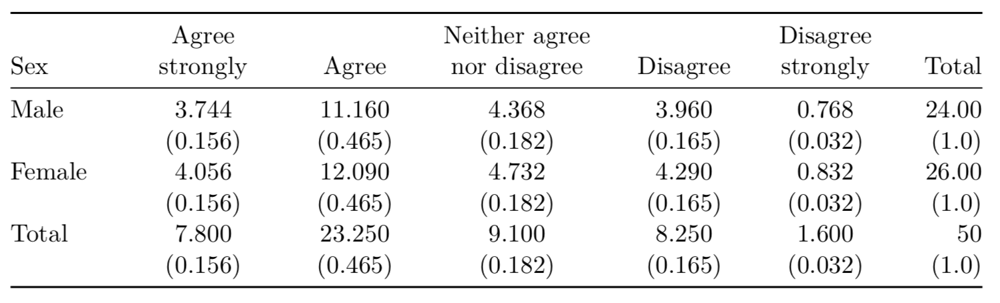 Agree Neither agree Disagree
Sex strongly Agree nor disagree Disagree strongly Total
Male 3.744 11.160 4.368 3.960 0.768 24.00
(0.156) (0.465) (0.182) (0.165) (0.032) (1.0)
Female 4.056 12.090 4.732 4.290 0.832 26.00
(0.156) (0.465) (0.182) (0.165) (0.032) (1.0)
Total 7.800 23.250 9.100 8.250 1.600 50
(0.156) (0.465) (0.182) (0.165) (0.032) (1.0)